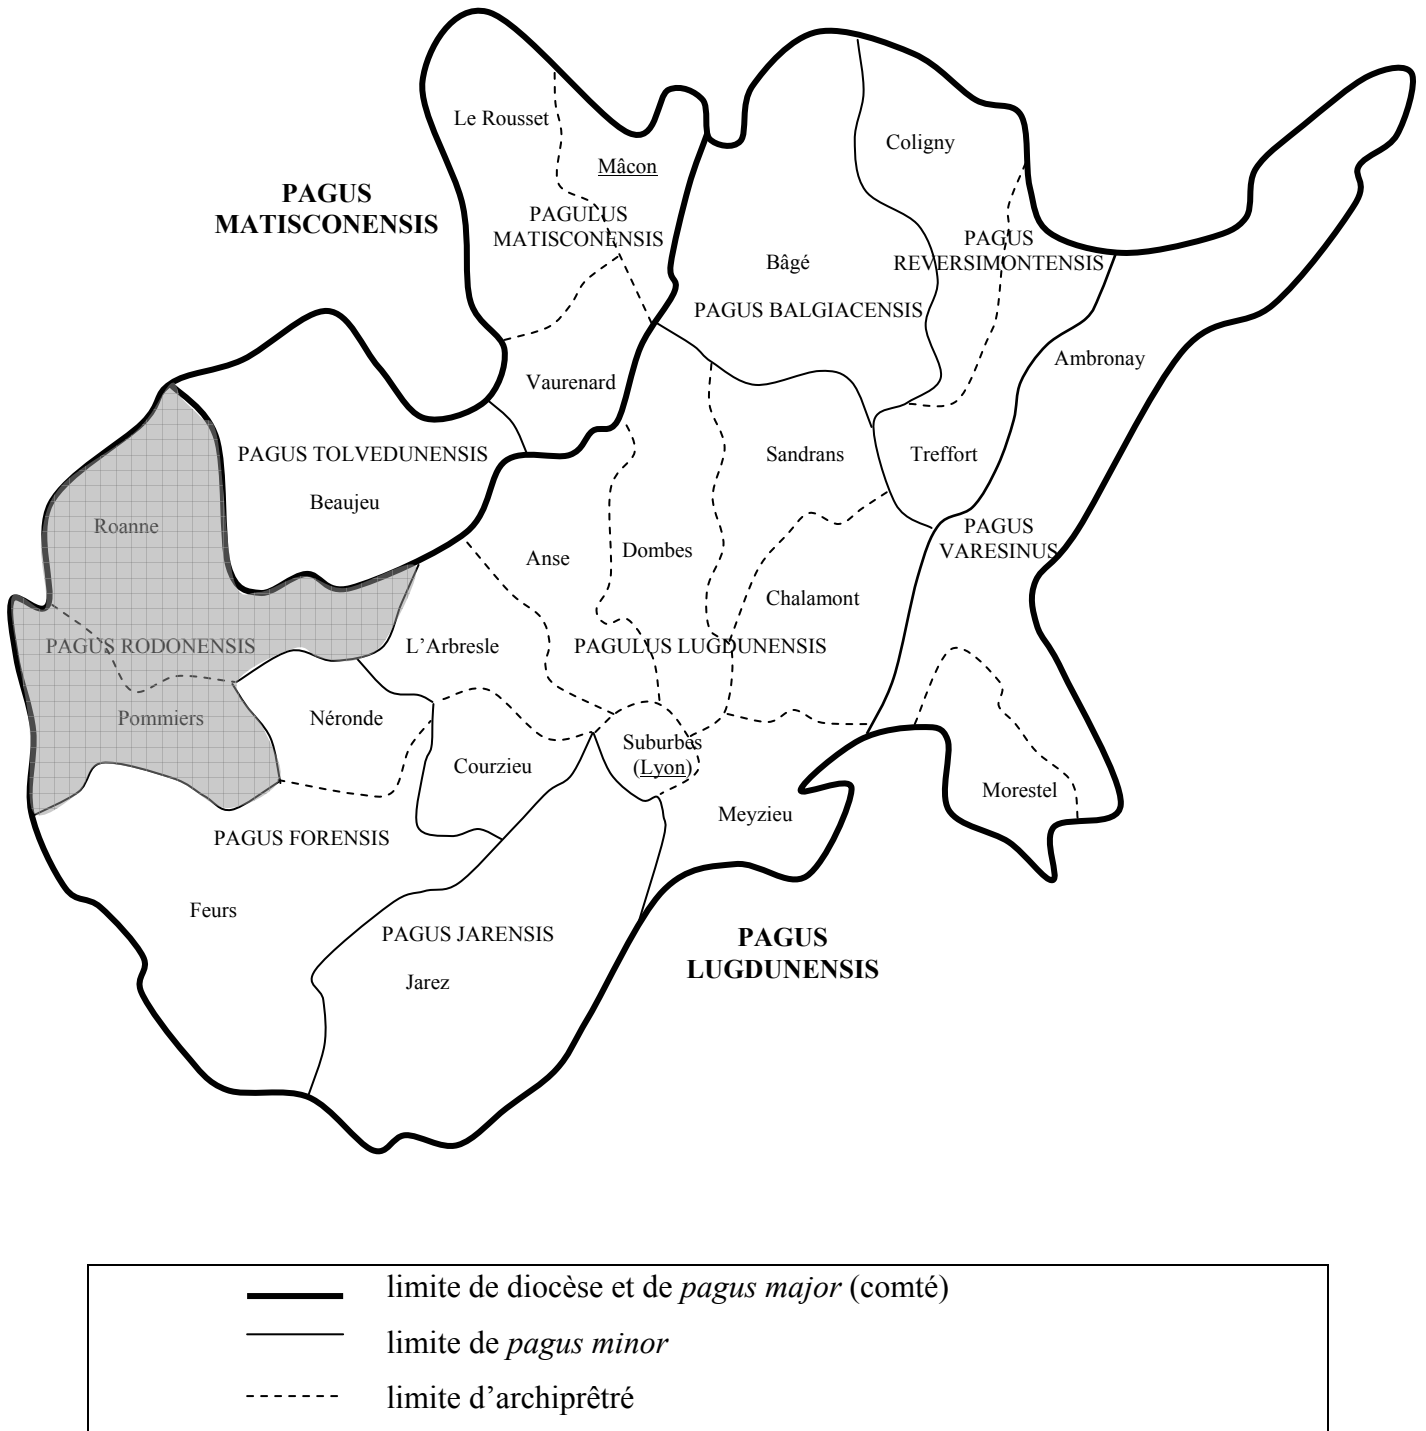 Le Rousset
Coligny
Mâcon
PAGUS
MATISCONENSIS
PAGULUS
MATISCONENSIS
PAGUS
REVERSIMONTENSIS
Bâgé
PAGUS BALGIACENSIS
Ambronay
Vaurenard
PAGUS TOLVEDUNENSIS
Sandrans
Treffort
Beaujeu
Roanne
PAGUS
VARESINUS
Anse
Dombes
Chalamont
PAGUS RODONENSIS
L'Arbresle
PAGULUS LUGDUNENSIS
Pommiers
Néronde
Suburbes
(Lyon)
Courzieu
Morestel
Meyzieu
PAGUS FORENSIS
Feurs
PAGUS JARENSIS
PAGUS
LUGDUNENSIS
Jarez
limite de diocèse et de pagus major (comté)
limite de pagus minor
limite d'archiprêtré